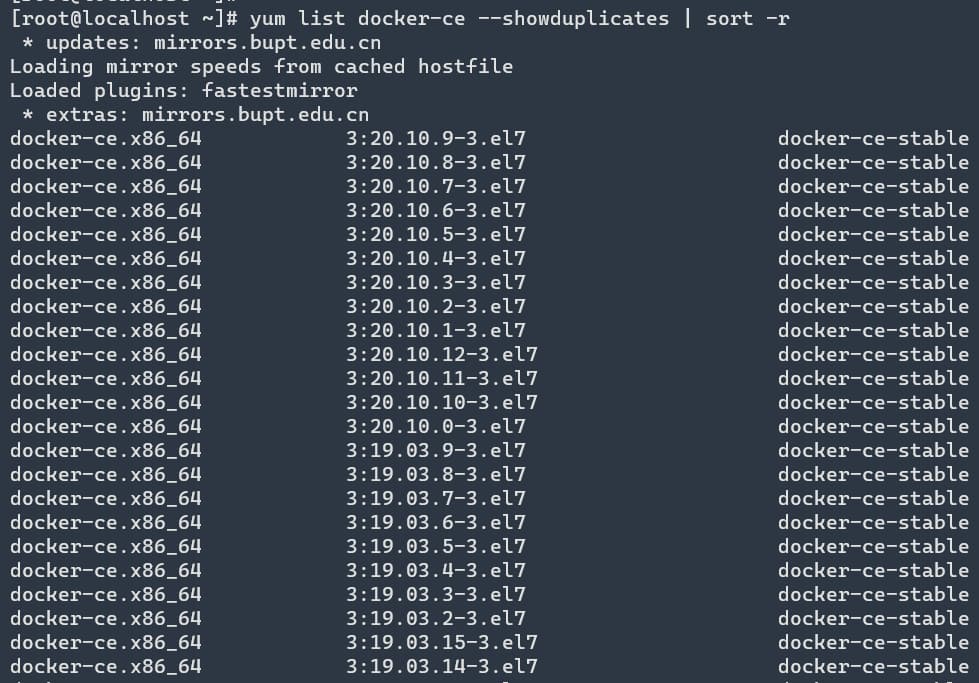 [root@localhost ~]# yum list docker-ce --showduplicates | sort -r
 * updates: mirrors.bupt.edu.cn
Loading mirror speeds from cached hostfile
Loaded plugins: fastestmirror
 * extras: mirrors.bupt.edu.cn
docker-ce.x86_64            3:20.10.9-3.el7                     docker-ce-stable
docker-ce.x86_64            3:20.10.8-3.el7                     docker-ce-stable
docker-ce.x86_64            3:20.10.7-3.el7                     docker-ce-stable
docker-ce.x86_64            3:20.10.6-3.el7                     docker-ce-stable
docker-ce.x86_64            3:20.10.5-3.el7                     docker-ce-stable
docker-ce.x86_64            3:20.10.4-3.el7                     docker-ce-stable
docker-ce.x86_64            3:20.10.3-3.el7                     docker-ce-stable
docker-ce.x86_64            3:20.10.2-3.el7                     docker-ce-stable
docker-ce.x86_64            3:20.10.1-3.el7                     docker-ce-stable
docker-ce.x86_64            3:20.10.12-3.el7                    docker-ce-stable
docker-ce.x86_64            3:20.10.11-3.el7                    docker-ce-stable
docker-ce.x86_64            3:20.10.10-3.el7                    docker-ce-stable
docker-ce.x86_64            3:20.10.0-3.el7                     docker-ce-stable
docker-ce.x86_64            3:19.03.9-3.el7                     docker-ce-stable
docker-ce.x86_64            3:19.03.8-3.el7                     docker-ce-stable
docker-ce.x86_64            3:19.03.7-3.el7                     docker-ce-stable
docker-ce.x86_64            3:19.03.6-3.el7                     docker-ce-stable
docker-ce.x86_64            3:19.03.5-3.el7                     docker-ce-stable
docker-ce.x86_64            3:19.03.4-3.el7                     docker-ce-stable
docker-ce.x86_64            3:19.03.3-3.el7                     docker-ce-stable
docker-ce.x86_64            3:19.03.2-3.el7                     docker-ce-stable
docker-ce.x86_64            3:19.03.15-3.el7                    docker-ce-stable
docker-ce.x86_64            3:19.03.14-3.el7                    docker-ce-stable